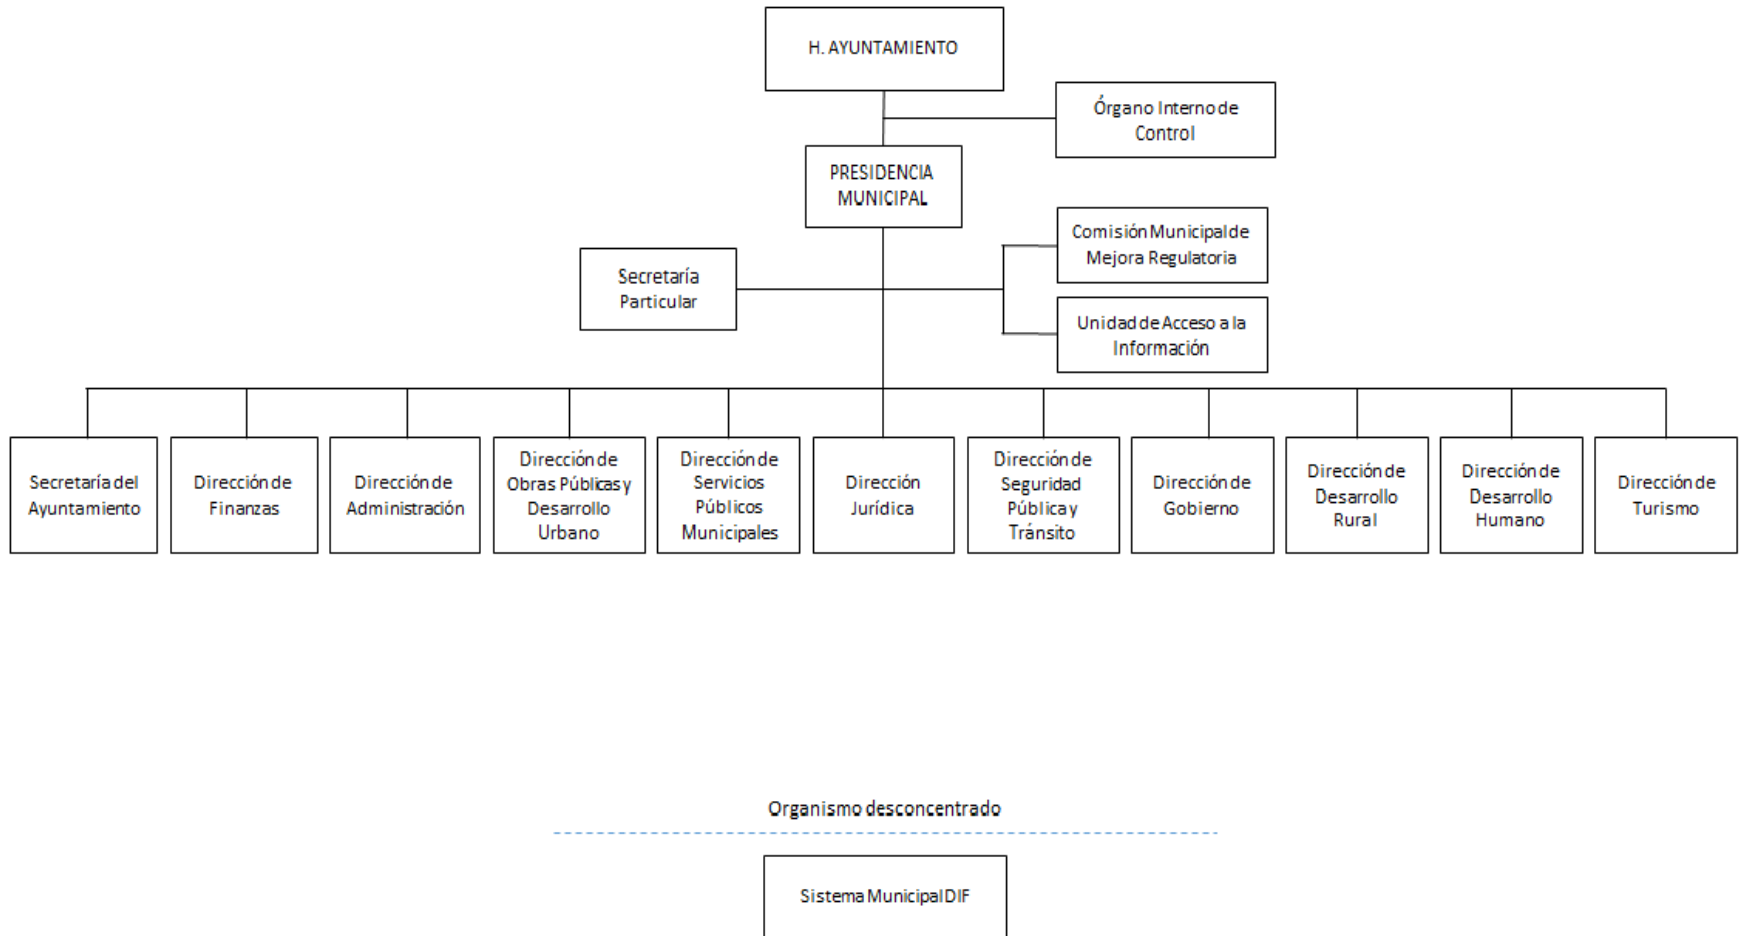 H. AYUNTAMIENTO
Órgano Interno de
Control
PRESIDENCIA
MUNICIPAL
Comisión Municipal de
Mejora Regulatoria
Secretaría
Particular
Unidad de Acceso a la
Información
Secretaría del
Ayuntamiento
Dirección de
Finanzas
Dirección de
Administración
Dirección de
Obras Públicas y
Desarrollo
Urbano
Dirección de
Servicios
Públicos
Municipales
Dirección
Jurídica
Dirección de
Seguridad
Pública y
Tránsito
Dirección de
Gobierno
Dirección de
Desarrollo
Rural
Dirección de
Desarrollo
Humano
Dirección de
Turismo
Organismo desconcentrado
Sistema Municipal DIF